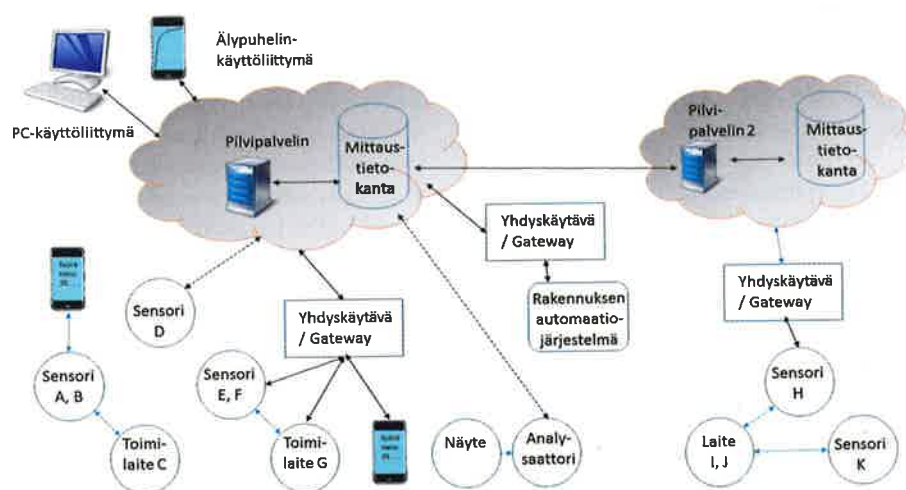 Älypuhelin-
käyttöliittymä
PC-käyttöliittymä
Pilvipalvelin
Mittaus-
tieto-
kanta
Pilvi-
palvelin 2
Mittaus-
tieto-
kanta
Yhdyskäytävä
/ Gateway
Rakennuksen
automaatio-
järjestelmä
Yhdyskäytävä
/ Gateway
Sensori
D
Yhdyskäytävä
/ Gateway
Sensori
A, B
Toimi-
laite C
Sensori
E, F
Toimi-
laite G
Näyte
Analy-
saattori
Sensori
H
Laite
I, J
Sensori
K